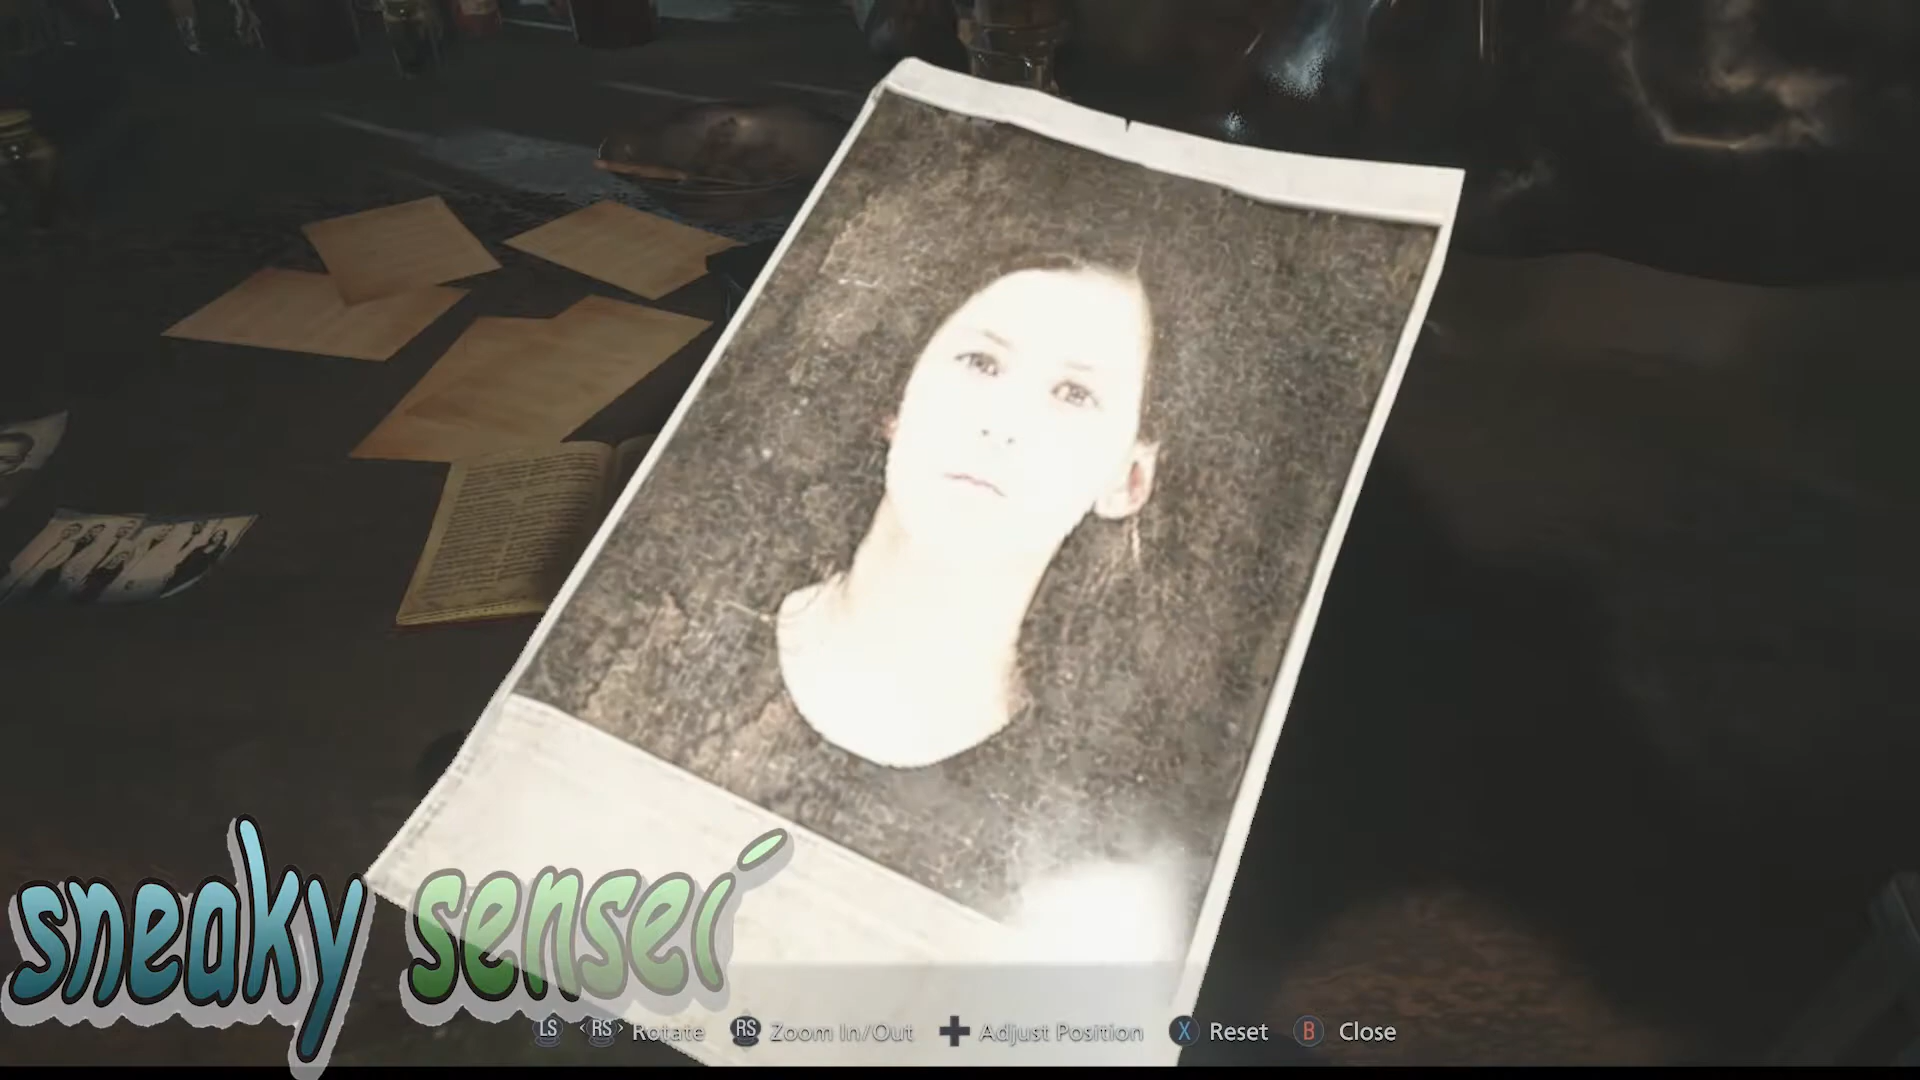 sneaky sensei
LS <RS> Rotate RS Zoom In/Out Adjust Position X Reset B Close